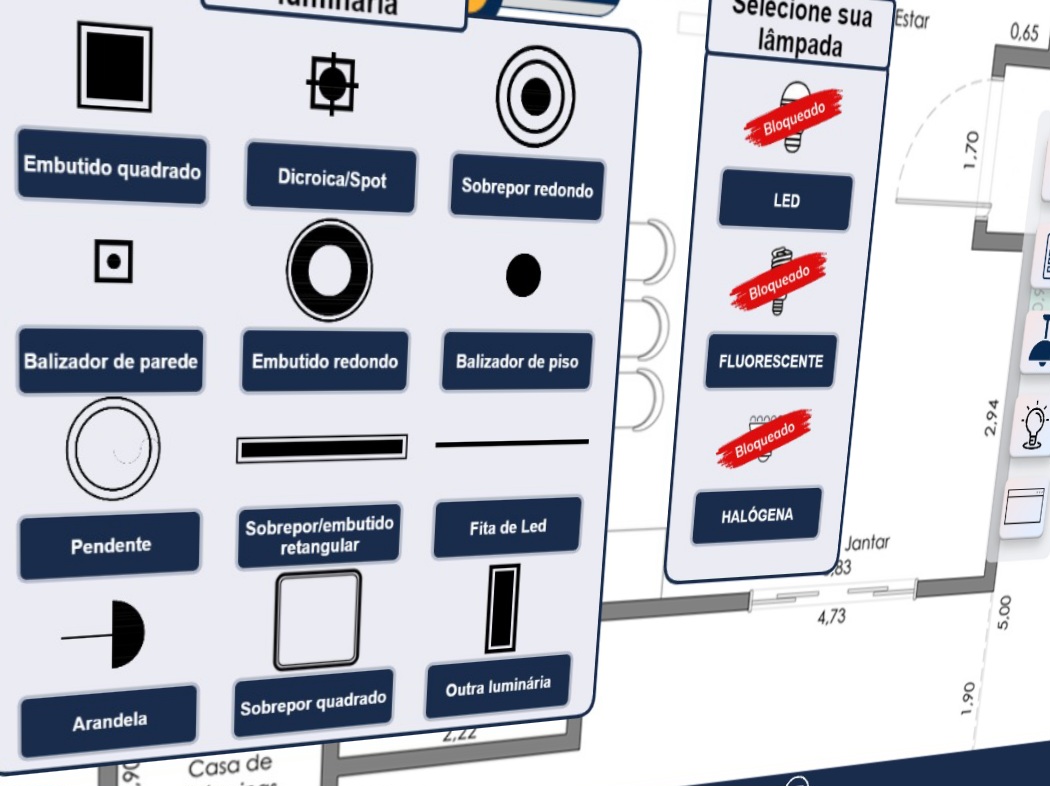 luminária
Embutido quadrado
Dicroica/Spot
Sobrepor redondo
Balizador de parede
Embutido redondo
Balizador de piso
Pendente
Sobrepor/embutido
retangular
Fita de Led
Arandela
Sobrepor quadrado
Outra luminária
Selecione sua
lâmpada
Bloqueado
LED
Bloqueado
FLUORESCENTE
Bloqueado
HALÓGENA
Estar
0,65
1,70
2,94
Jantar
,83
4,73
5,00
1,90
2,22
Casa de